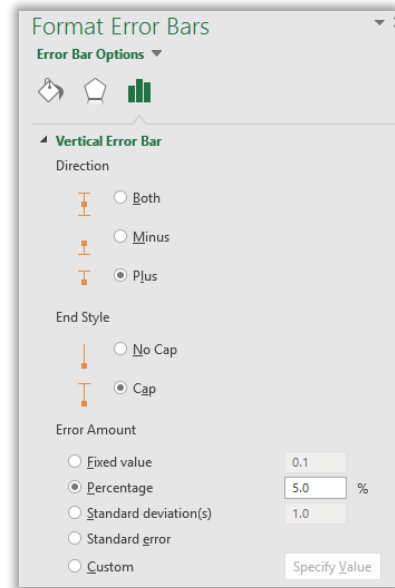 Format Error Bars
Error Bar Options
Vertical Error Bar
Direction
Both
Minus
Plus
End Style
No Cap
Cap
Error Amount
Fixed value 0.1
Percentage 5.0 %
Standard deviation(s) 1.0
Standard error
Custom Specify Value